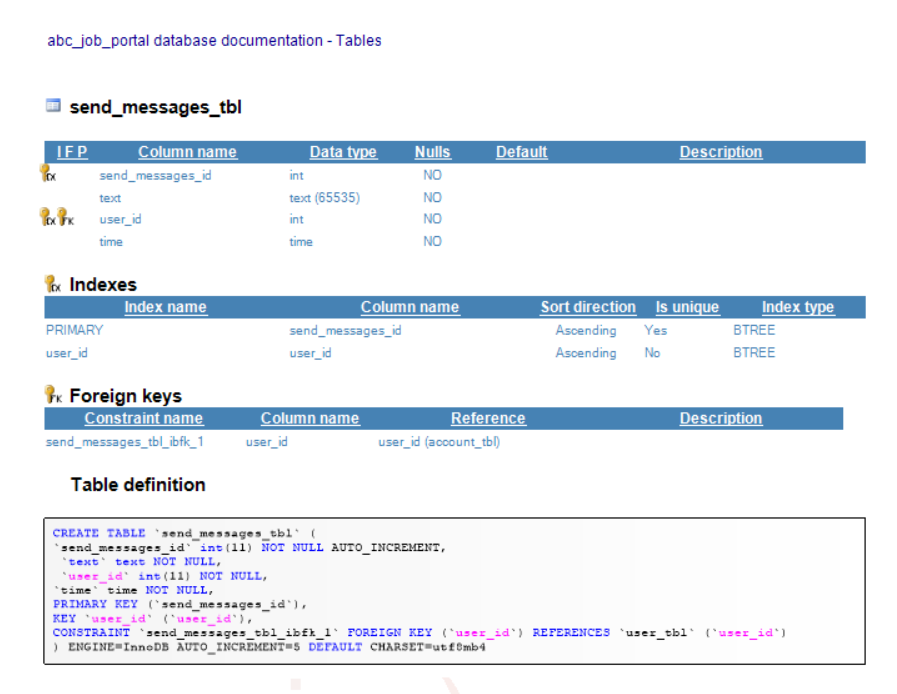 abc_job_portal database documentation - Tables
send_messages_tbl
I F P Column name Data type Nulls Default Description
send_messages_id int NO
text text (65535) NO
user_id int NO
time time NO
Indexes
Index name Column name Sort direction Is unique Index type
PRIMARY send_messages_id Ascending Yes BTREE
user_id user_id Ascending No BTREE
Foreign keys
Constraint name Column name Reference Description
send_messages_tbl_ibfk_1 user_id user_id (account_tbl)
Table definition
CREATE TABLE `send_messages_tbl` (
`send_messages_id` int(11) NOT NULL AUTO_INCREMENT,
`text` text NOT NULL,
`user_id` int(11) NOT NULL,
`time` time NOT NULL,
PRIMARY KEY (`send_messages_id`),
KEY `user_id` (`user_id`),
CONSTRAINT `send_messages_tbl_ibfk_1` FOREIGN KEY (`user_id`) REFERENCES `user_tbl` (`user_id`)
) ENGINE=InnoDB AUTO_INCREMENT=5 DEFAULT CHARSET=utf8mb4